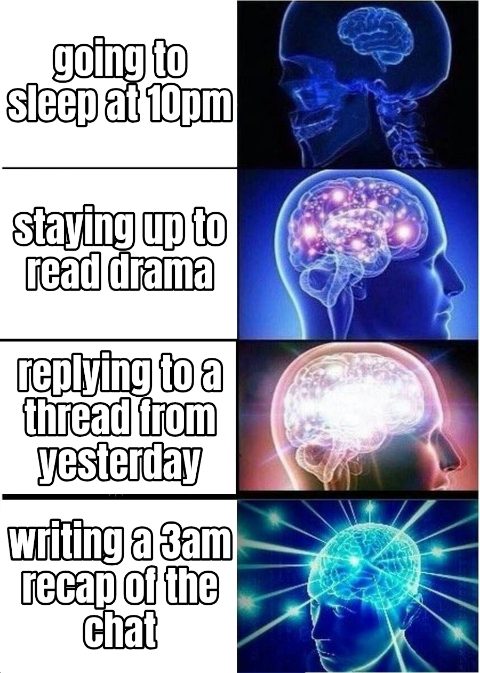 going to
sleep at 10pm
staying up to
read drama
replying to a
thread from
yesterday
writing a 3am
recap of the
chat